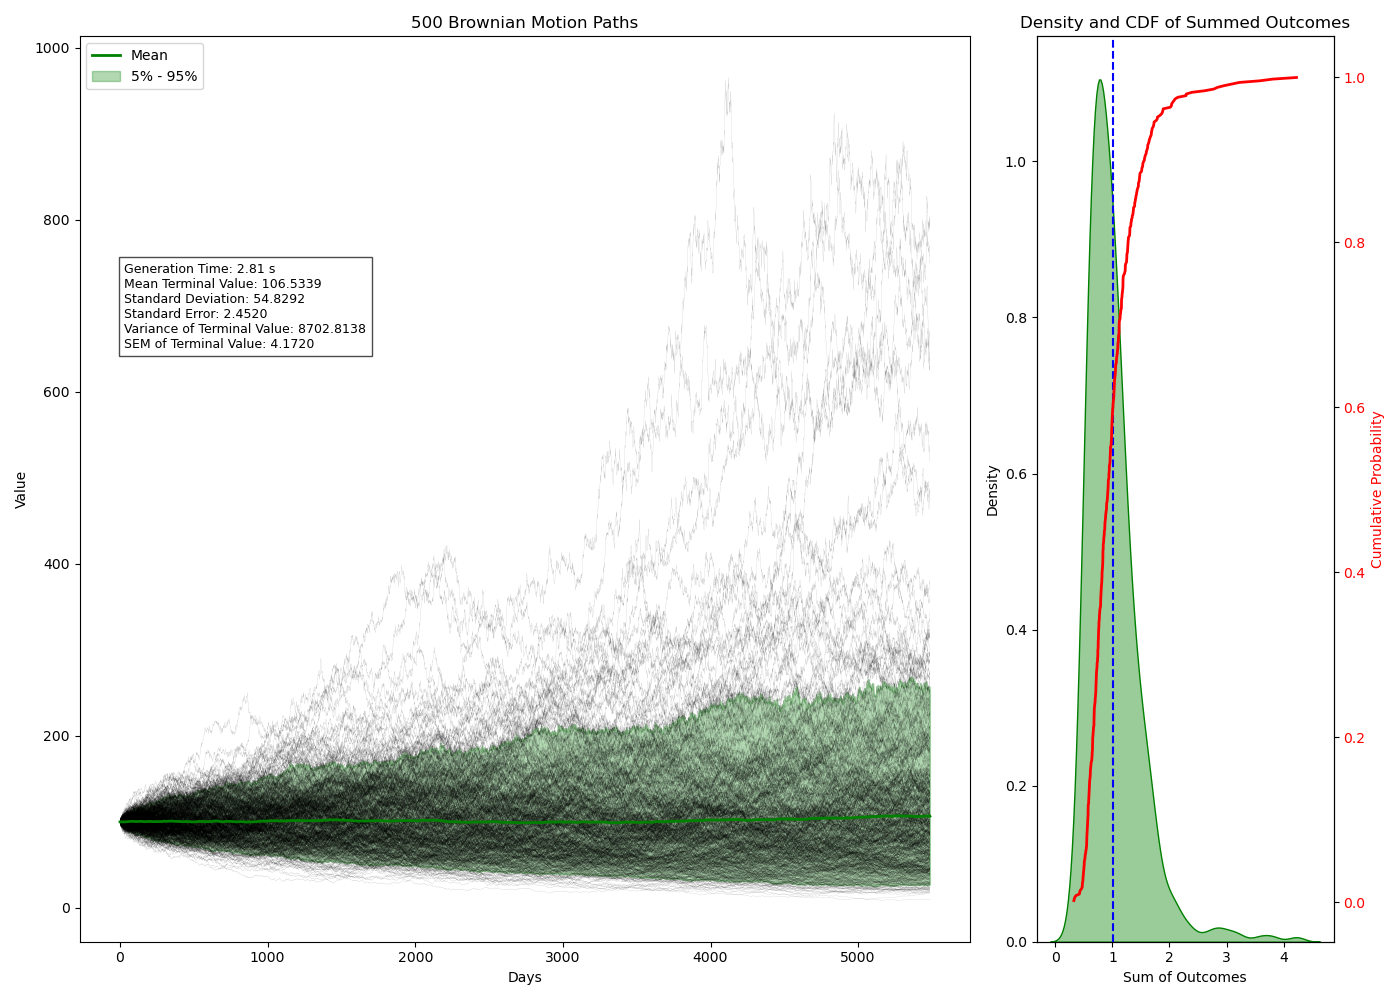 500 Brownian Motion Paths
Mean
5% - 95%
Generation Time: 2.81 s
Mean Terminal Value: 106.5339
Standard Deviation: 54.8292
Standard Error: 2.4520
Variance of Terminal Value: 8702.8138
SEM of Terminal Value: 4.1720
1000
800
600
400
200
0
Value
0
1000
2000
3000
4000
5000
Days
Density and CDF of Summed Outcomes
1.0
0.8
0.6
0.4
0.2
0.0
Density
0
1
2
3
4
Sum of Outcomes
1.0
0.8
0.6
0.4
0.2
0.0
Cumulative Probability